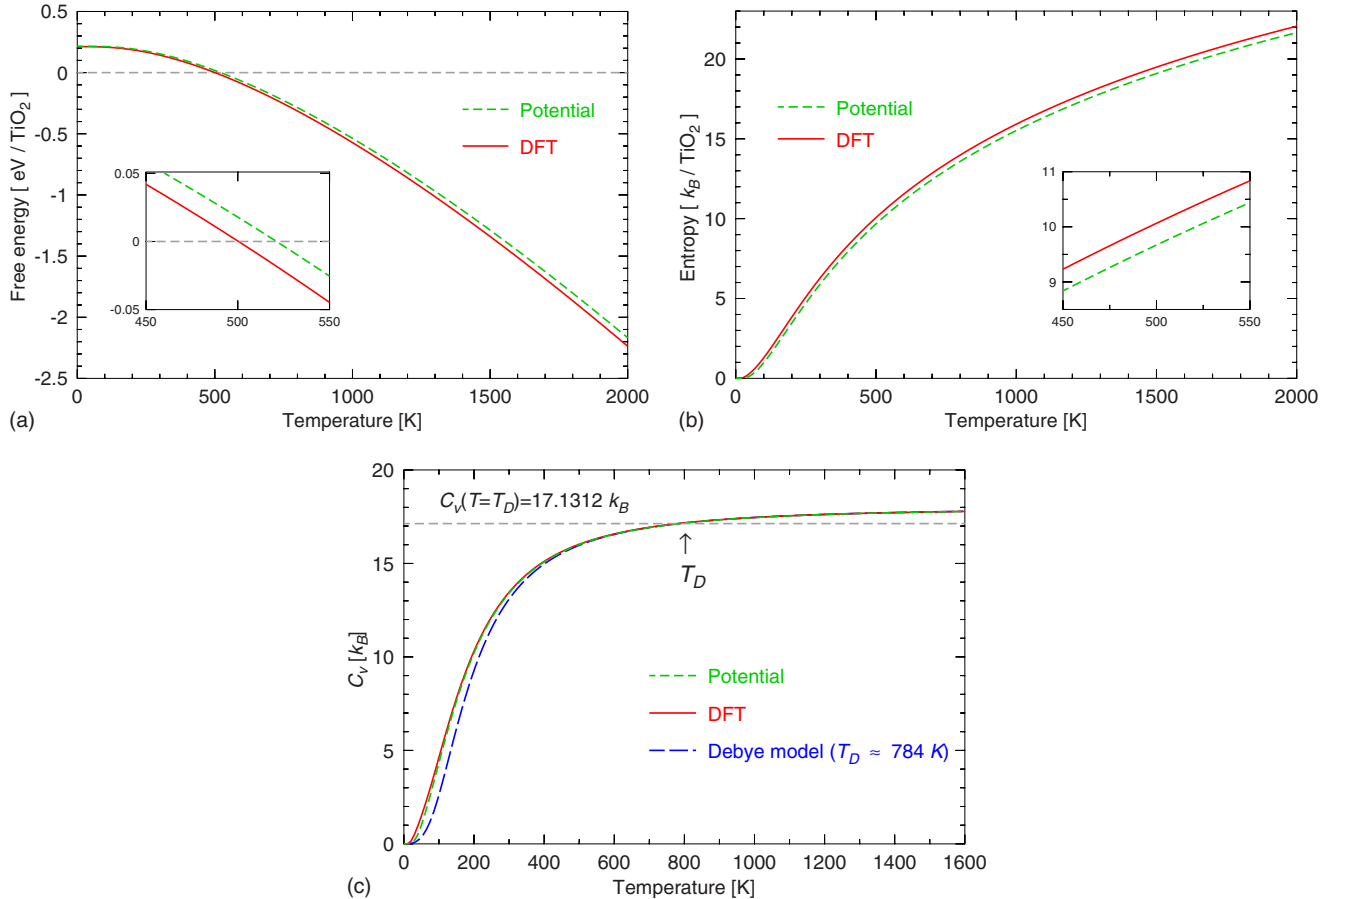 0.5
0
-0.5
-1
-1.5
-2
-2.5
Free energy [ eV / TiO2 ]
Potential
DFT
0.05
0
-0.05
450
500
550
0
500
1000
1500
2000
Temperature [K]
(a)
20
15
10
5
0
Entropy [ kB / TiO2 ]
Potential
DFT
11
10
9
450
500
550
0
500
1000
1500
2000
Temperature [K]
(b)
20
15
10
5
0
Cv [ kB]
Cv(T=TD)=17.1312 kB
TD
Potential
DFT
Debye model (TD ≈ 784 K)
0
200
400
600
800
1000
1200
1400
1600
Temperature [K]
(c)